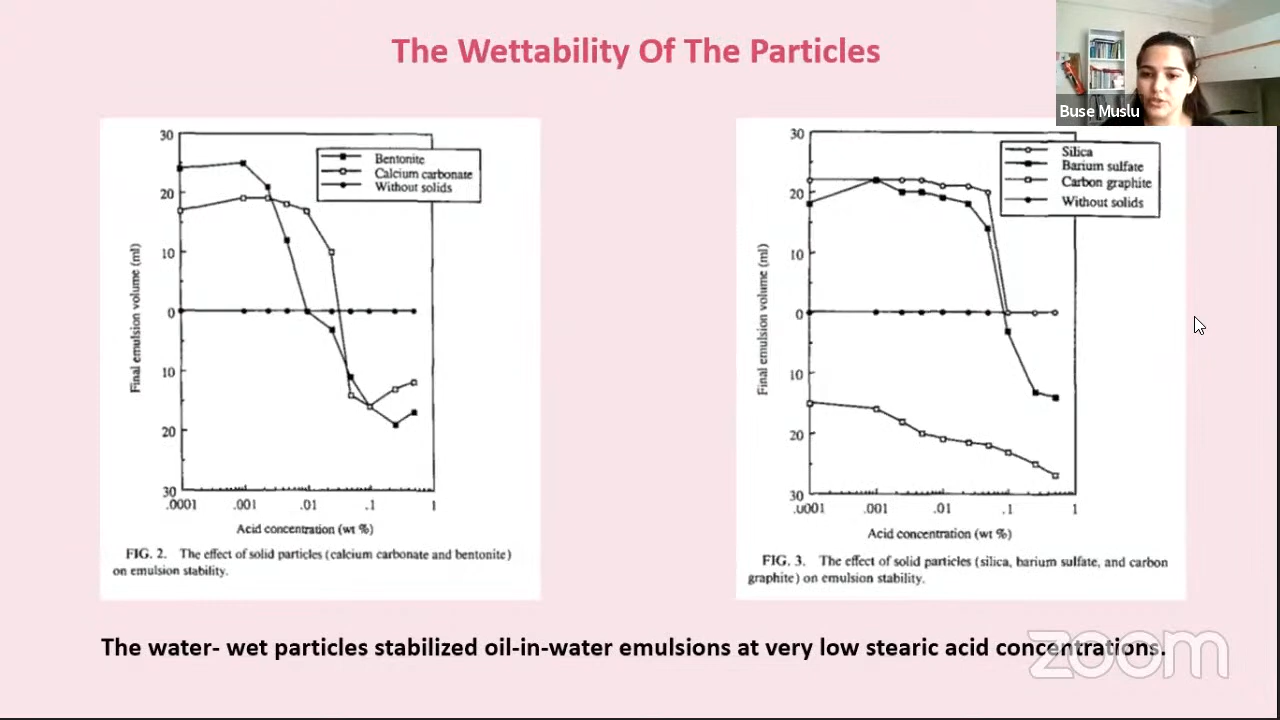 The Wettability Of The Particles
Buse Muslu
30
20
10
0
10
20
30
Final emulsion volume (ml)
Bentonite
Calcium carbonate
Without solids
.0001 .001 .01 .1 1
Acid concentration (wt %)
FIG. 2. The effect of solid particles (calcium carbonate and bentonite)
on emulsion stability.
30
20
10
0
10
20
30
Final emulsion volume (ml)
Silica
Barium sulfate
Carbon graphite
Without solids
.0001 .001 .01 .1 1
Acid concentration (wt %)
FIG. 3. The effect of solid particles (silica, barium sulfate, and carbon
graphite) on emulsion stability.
The water- wet particles stabilized oil-in-water emulsions at very low stearic acid concentrations.
zoom